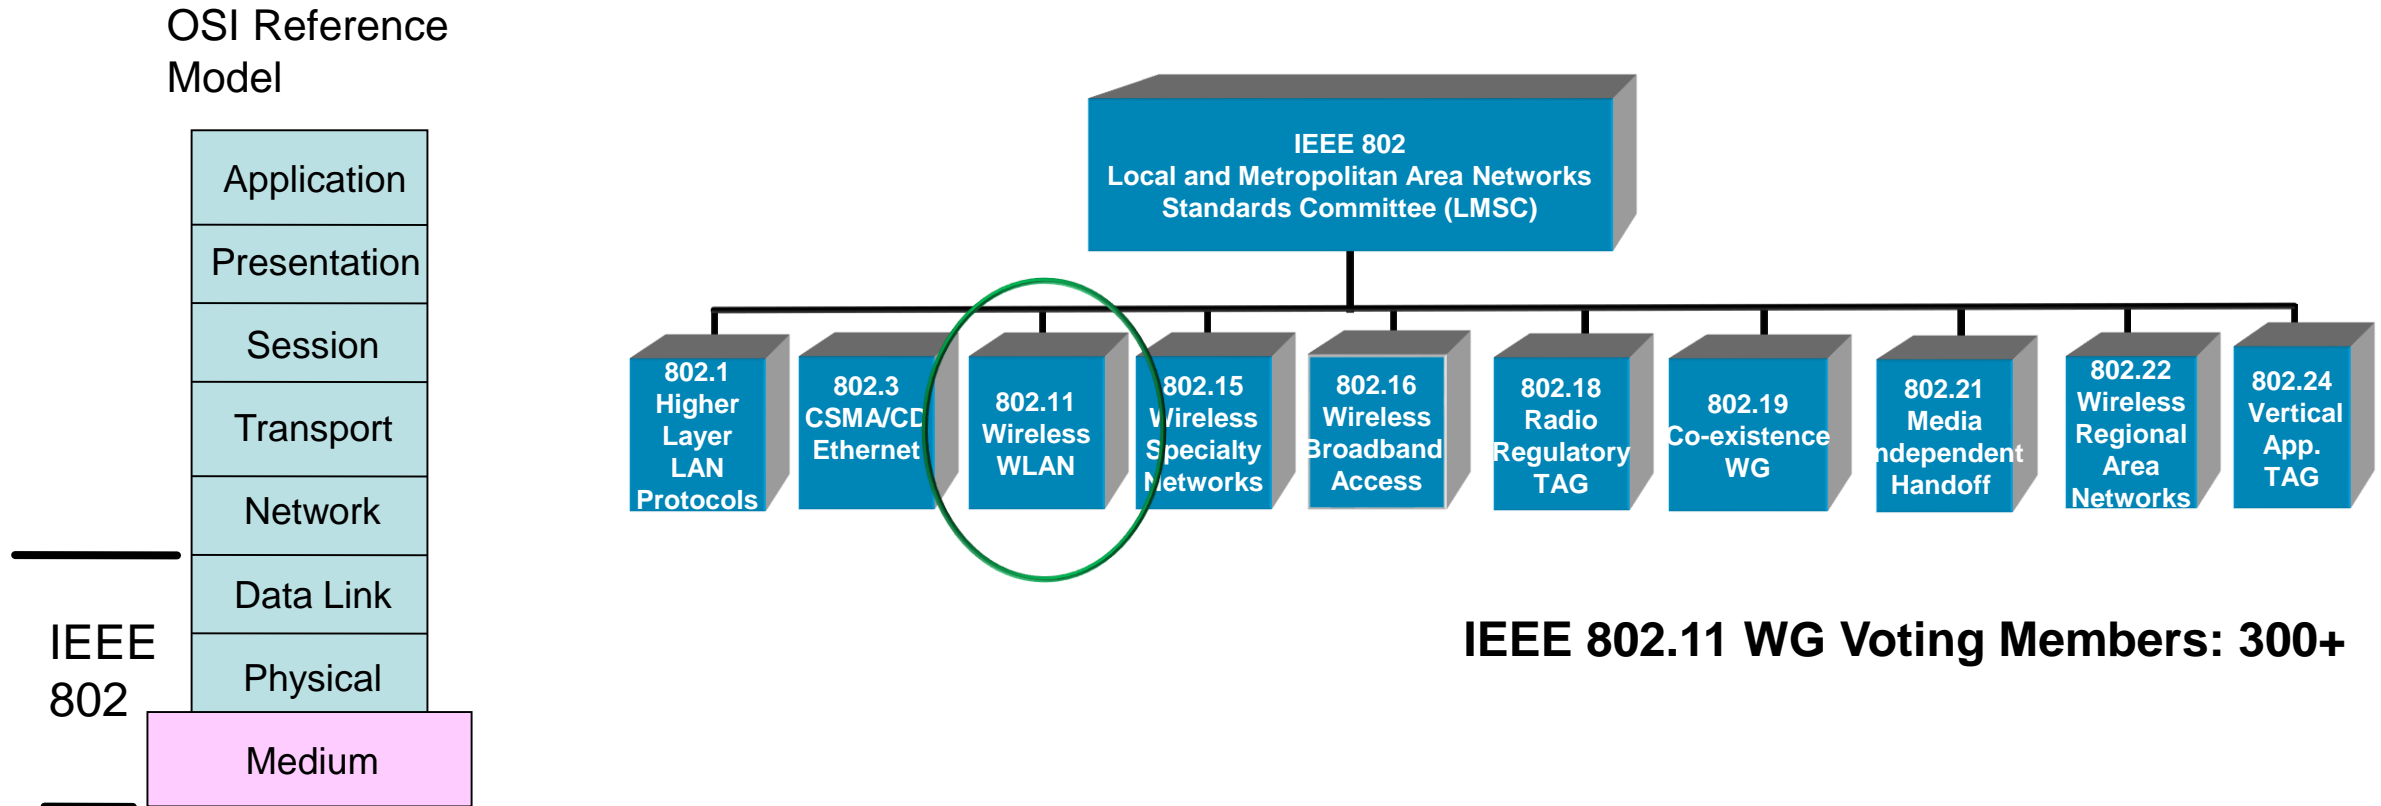 OSI Reference
Model
Application
Presentation
Session
Transport
Network
Data Link
Physical
Medium
IEEE
802
IEEE 802
Local and Metropolitan Area Networks
Standards Committee (LMSC)
802.1
Higher
Layer
LAN
Protocols
802.3
CSMA/CD
Ethernet
802.11
Wireless
WLAN
802.15
Wireless
Specialty
Networks
802.16
Wireless
Broadband
Access
802.18
Radio
Regulatory
TAG
802.19
Co-existence
WG
802.21
Media
Independent
Handoff
802.22
Wireless
Regional
Area
Networks
802.24
Vertical
App.
TAG
IEEE 802.11 WG Voting Members: 300+